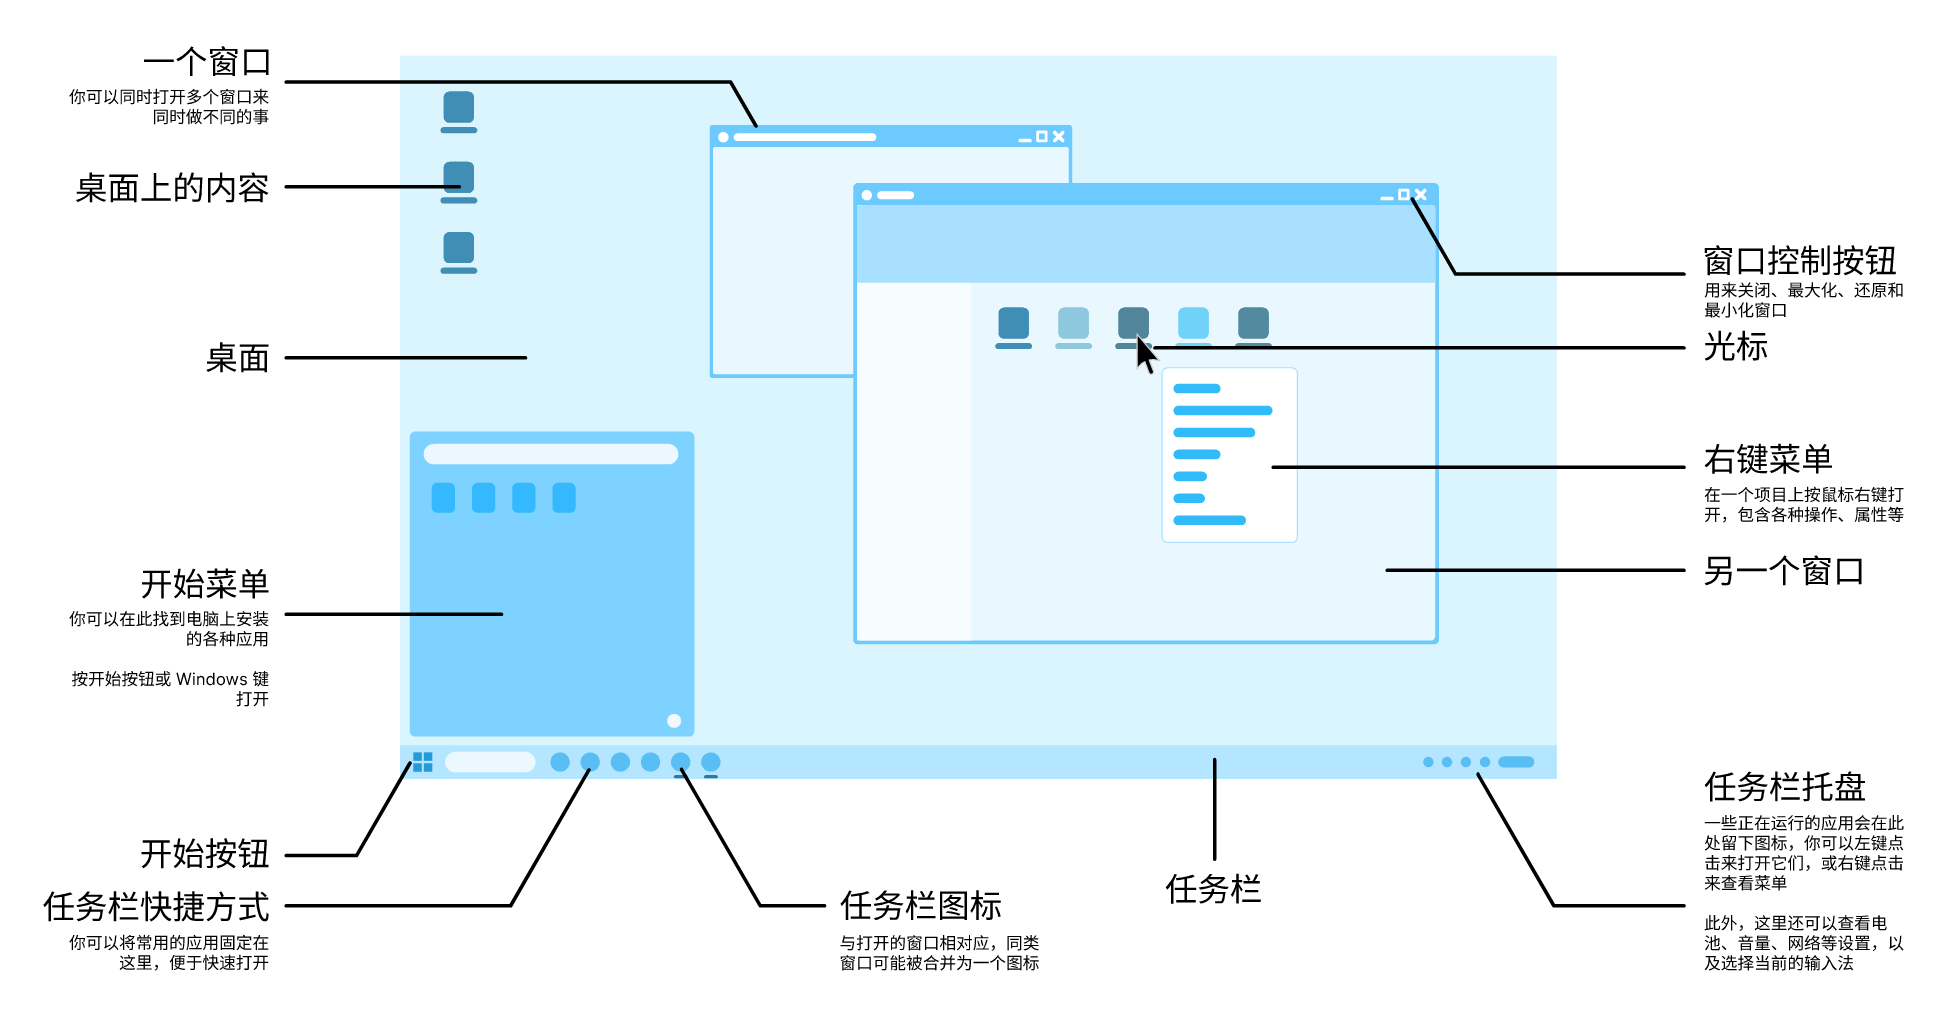 一个窗口
你可以同时打开多个窗口来
同时做不同的事
桌面上的内容
桌面
开始菜单
你可以在此找到电脑上安装
的各种应用
按开始按钮或 Windows 键
打开
开始按钮
任务栏快捷方式
你可以将常用的应用固定在
这里，便于快速打开
任务栏图标
与打开的窗口相对应，同类
窗口可能被合并为一个图标
任务栏
窗口控制按钮
用来关闭、最大化、还原和
最小化窗口
光标
右键菜单
在一个项目上按鼠标右键打
开，包含各种操作、属性等
另一个窗口
任务栏托盘
一些正在运行的应用会在此
处留下图标，你可以左键点
击来打开它们，或右键点击
来查看菜单
此外，这里还可以查看电
池、音量、网络等设置，以
及选择当前的输入法